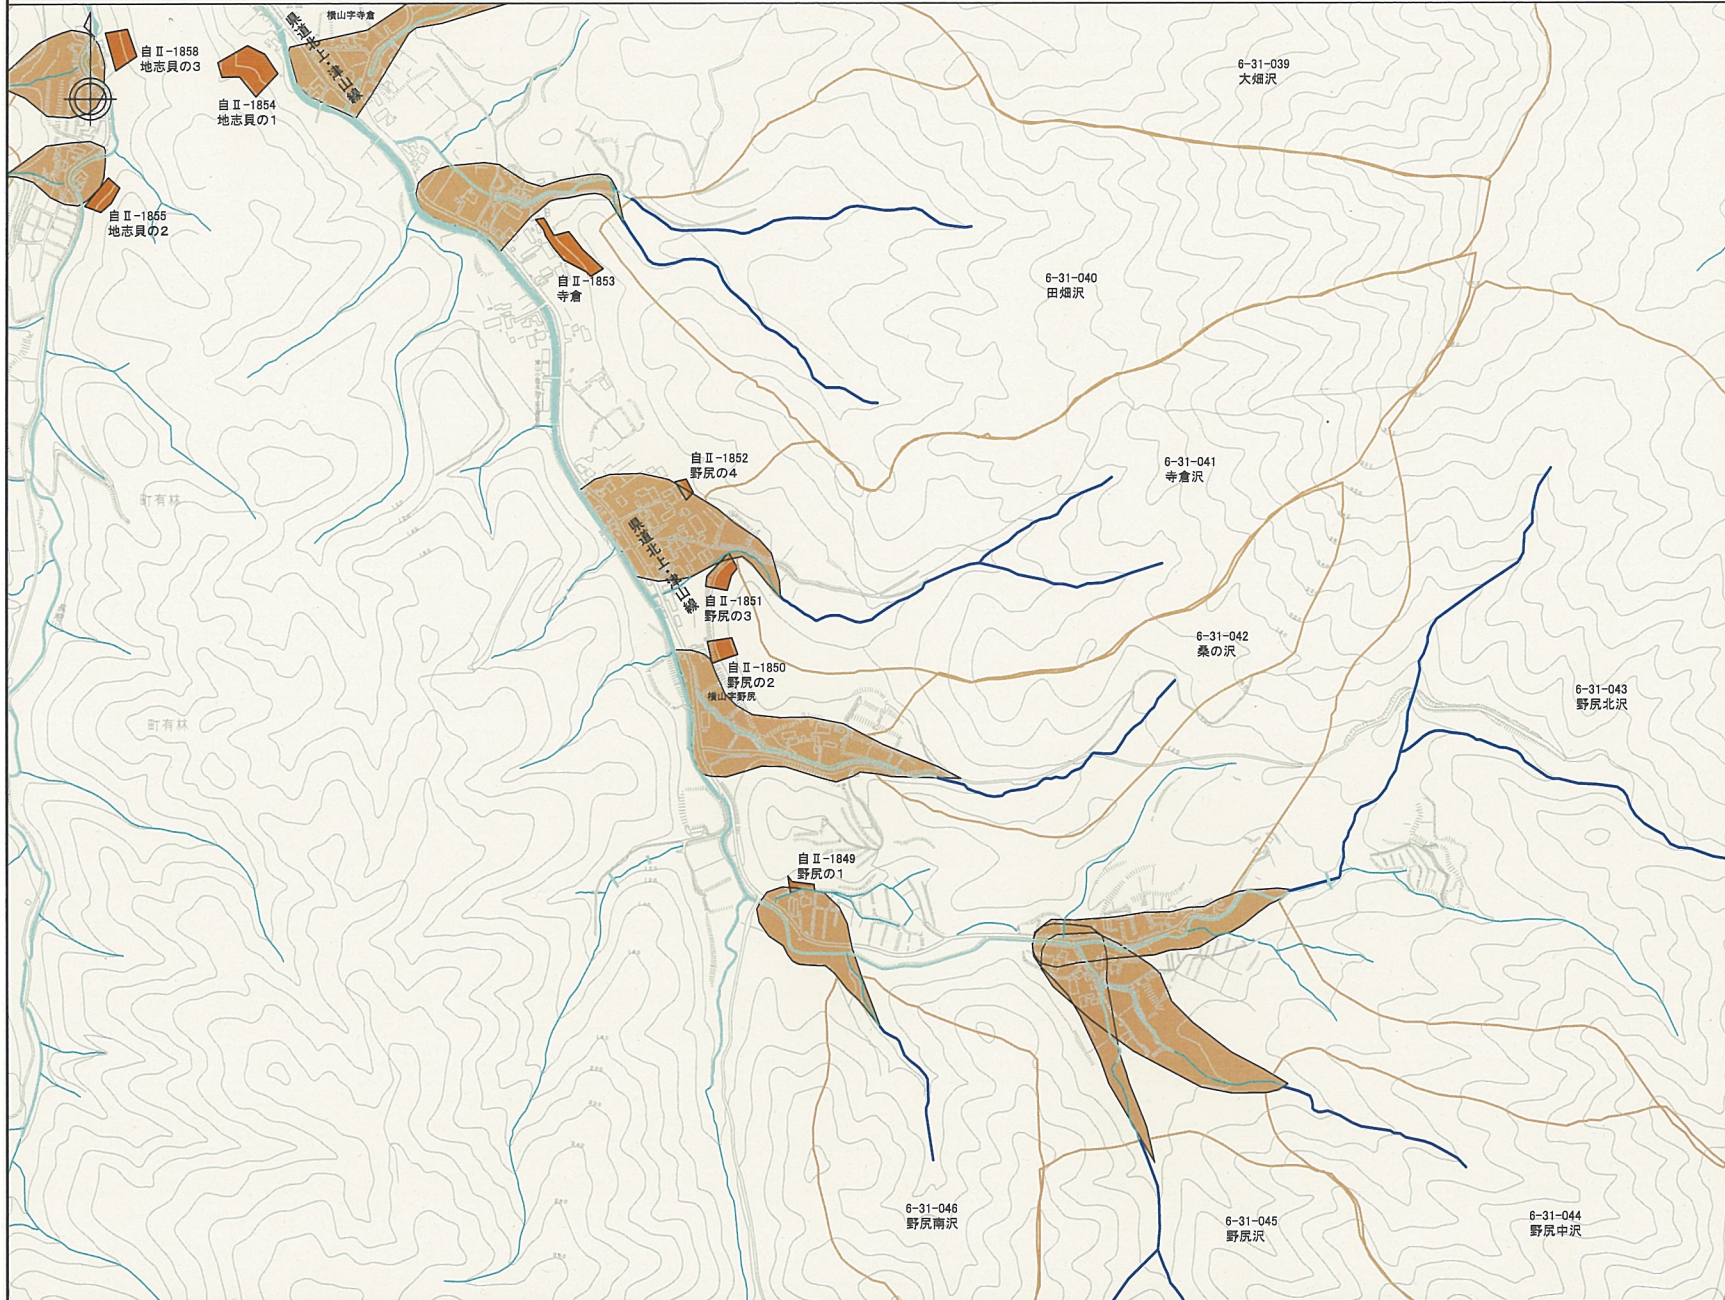 横山字寺倉
県道北上・津山線
自Ⅱ-1858
地志貝の3
自Ⅱ-1854
地志貝の1
6-31-039
大畑沢
自Ⅱ-1855
地志貝の2
自Ⅱ-1853
寺倉
6-31-040
田畑沢
自Ⅱ-1852
野尻の4
6-31-041
寺倉沢
町有林
県道北上・津山線
自Ⅱ-1851
野尻の3
6-31-042
桑の沢
自Ⅱ-1850
野尻の2
横山字野尻
6-31-043
野尻北沢
町有林
自Ⅱ-1849
野尻の1
6-31-046
野尻南沢
6-31-045
野尻沢
6-31-044
野尻中沢